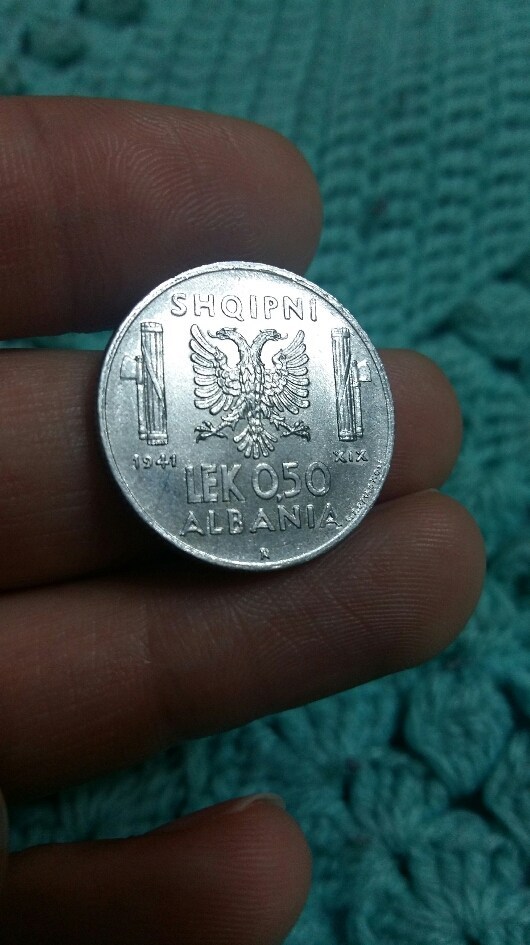 SHQIPNI
1941 XIX
LEK 0,50
ALBANIA
R